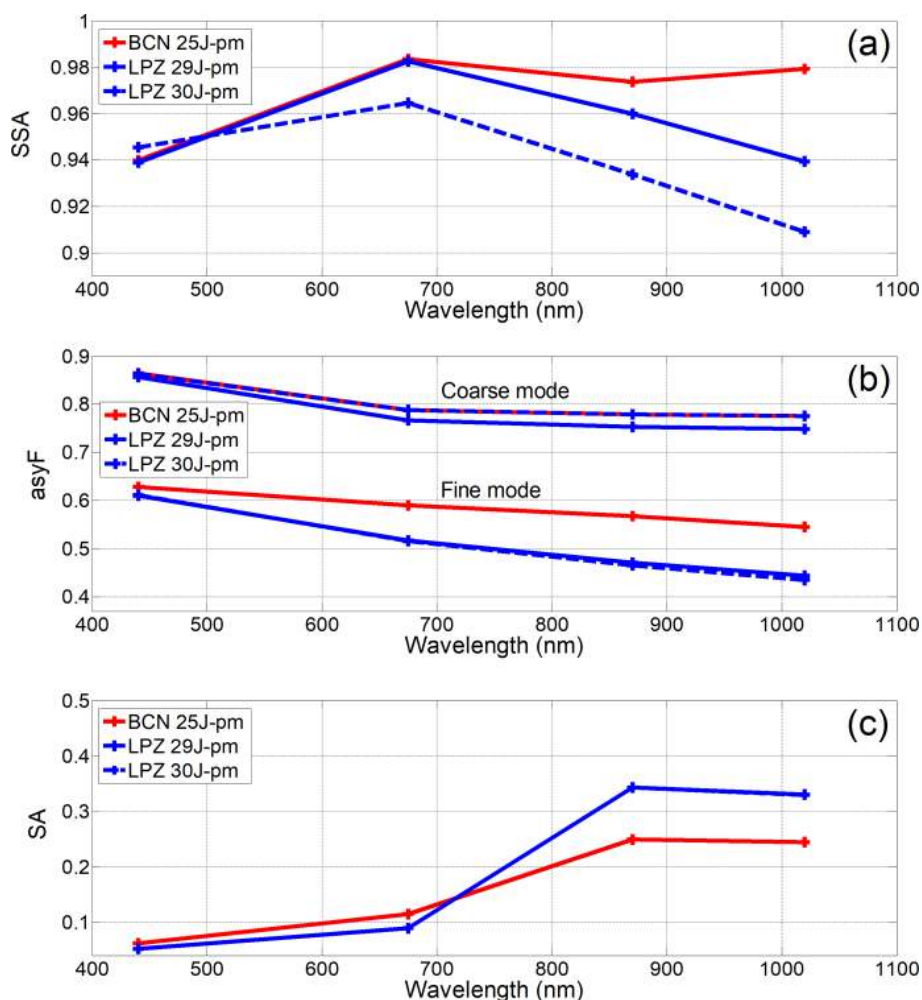 1
(a)
BCN 25J-pm
LPZ 29J-pm
LPZ 30J-pm
0.98
0.96
SSA
0.94
0.92
0.9
400 500 600 700 800 900 1000 1100
Wavelength (nm)
0.9
(b)
Coarse mode
0.8
BCN 25J-pm
LPZ 29J-pm
LPZ 30J-pm
0.7
asyF
0.6
Fine mode
0.5
0.4
400 500 600 700 800 900 1000 1100
Wavelength (nm)
0.5
(c)
BCN 25J-pm
LPZ 29J-pm
LPZ 30J-pm
0.4
0.3
SA
0.2
0.1
400 500 600 700 800 900 1000 1100
Wavelength (nm)